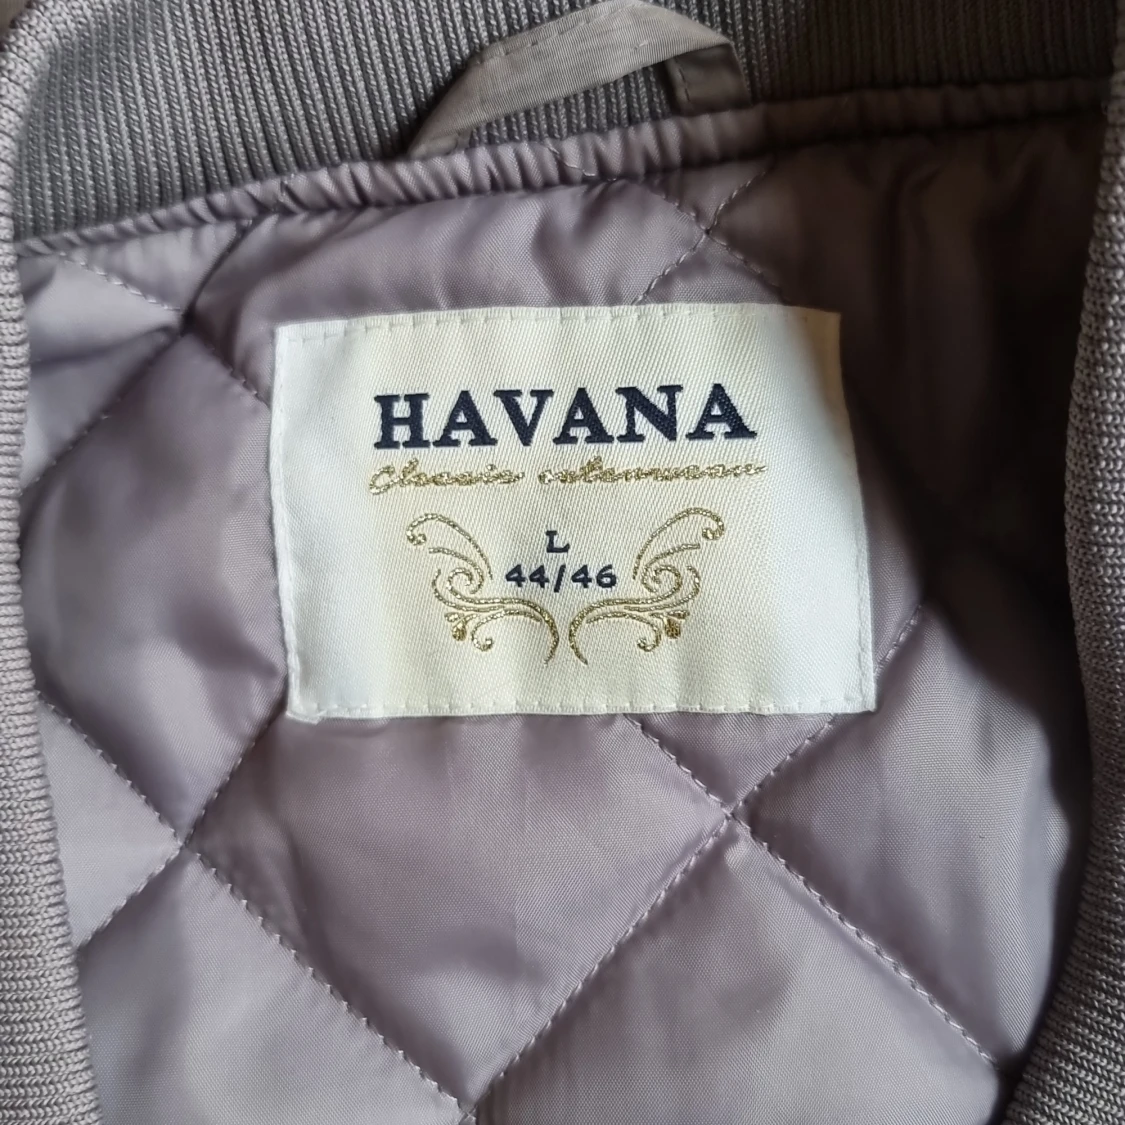 HAVANA
Classic outerwear
L
44/46